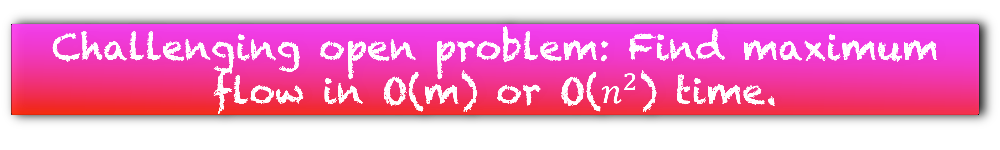 Challenging open problem: Find maximum
flow in O(m) or O(n²) time.